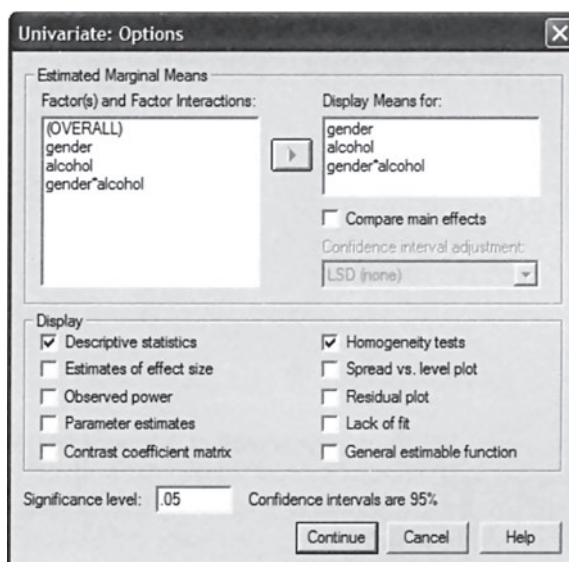 Univariate: Options
Estimated Marginal Means
Factor(s) and Factor Interactions:
(OVERALL)
gender
alcohol
gender*alcohol
Display Means for:
gender
alcohol
gender*alcohol
Compare main effects
Confidence interval adjustment:
LSD (none)
Display
Descriptive statistics
Homogeneity tests
Estimates of effect size
Spread vs. level plot
Observed power
Residual plot
Parameter estimates
Lack of fit
Contrast coefficient matrix
General estimable function
Significance level: .05 Confidence intervals are 95%
Continue Cancel Help